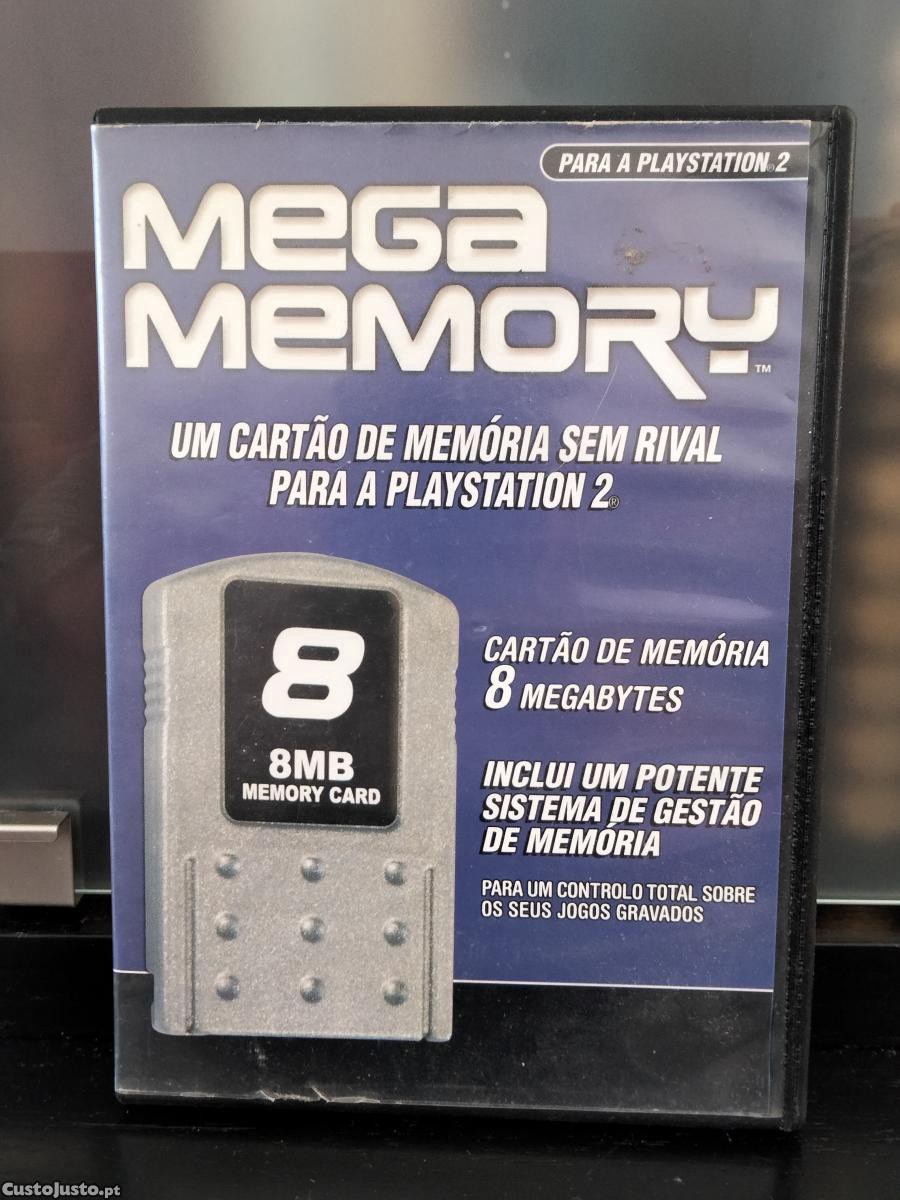 PARA A PLAYSTATION®2
MEGA
MEMORY™
UM CARTÃO DE MEMÓRIA SEM RIVAL
PARA A PLAYSTATION 2®
8
8MB
MEMORY CARD
CARTÃO DE MEMÓRIA
8 MEGABYTES
INCLUI UM POTENTE
SISTEMA DE GESTÃO
DE MEMÓRIA
PARA UM CONTROLO TOTAL SOBRE
OS SEUS JOGOS GRAVADOS
CustoJusto.pt